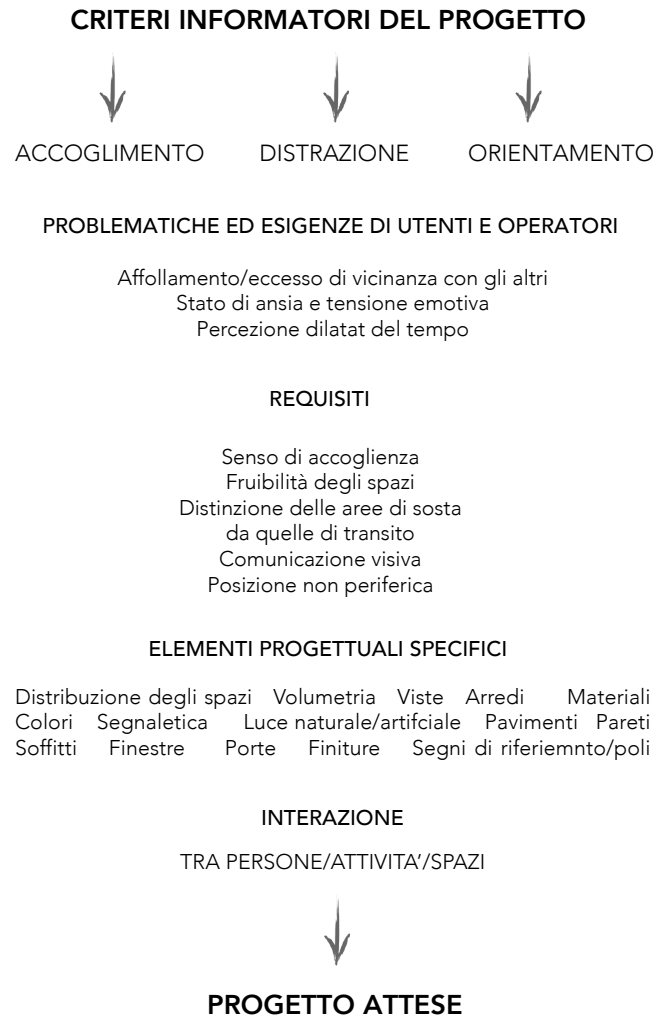 CRITERI INFORMATORI DEL PROGETTO
ACCOGLIMENTO DISTRAZIONE ORIENTAMENTO
PROBLEMATICHE ED ESIGENZE DI UTENTI E OPERATORI
Affollamento/eccesso di vicinanza con gli altri
Stato di ansia e tensione emotiva
Percezione dilatat del tempo
REQUISITI
Senso di accoglienza
Fruibilità degli spazi
Distinzione delle aree di sosta
da quelle di transito
Comunicazione visiva
Posizione non periferica
ELEMENTI PROGETTUALI SPECIFICI
Distribuzione degli spazi Volumetria Viste Arredi Materiali
Colori Segnaletica Luce naturale/artifciale Pavimenti Pareti
Soffitti Finestre Porte Finiture Segni di riferiemnto/poli
INTERAZIONE
TRA PERSONE/ATTIVITA’/SPAZI
PROGETTO ATTESE